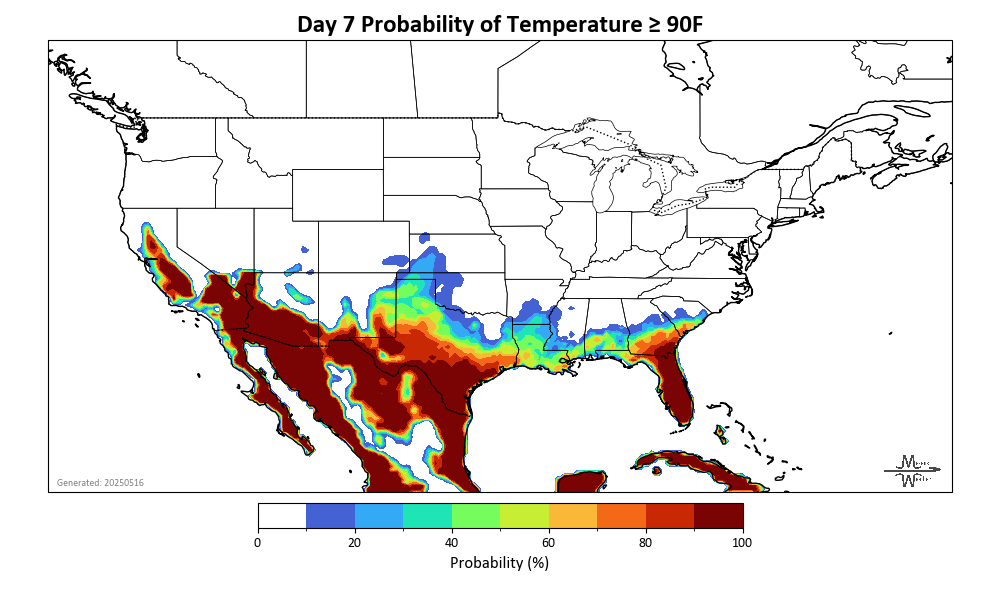 Day 7 Probability of Temperature ≥ 90F
Generated: 20250516
0 20 40 60 80 100
Probability (%)